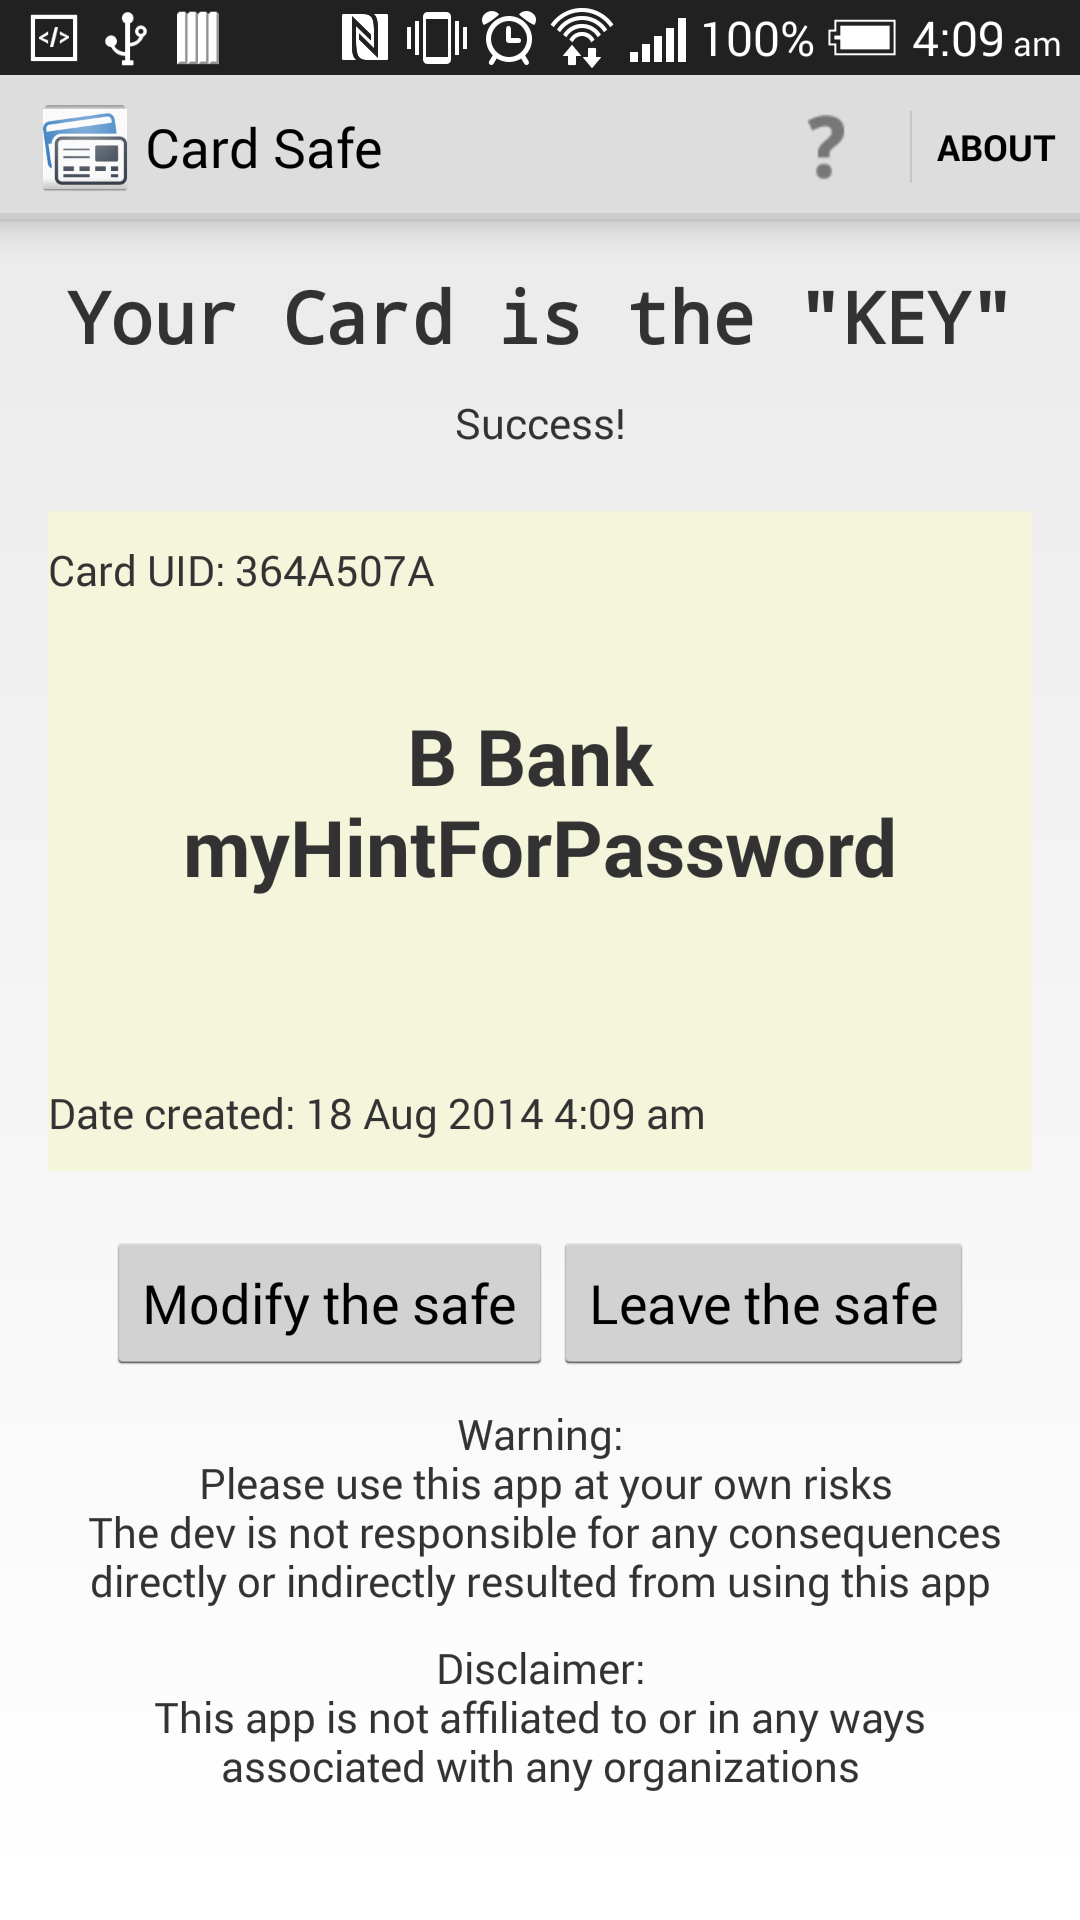 100% 4:09 am
Card Safe
ABOUT
Your Card is the "KEY"
Success!
Card UID: 364A507A
B Bank
myHintForPassword
Date created: 18 Aug 2014 4:09 am
Modify the safe
Leave the safe
Warning:
Please use this app at your own risks
The dev is not responsible for any consequences
directly or indirectly resulted from using this app
Disclaimer:
This app is not affiliated to or in any ways
associated with any organizations